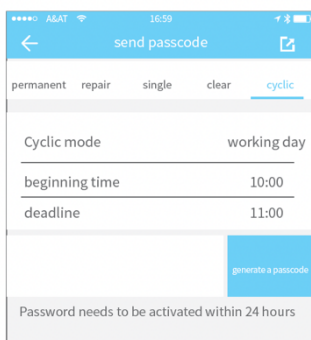 A&AT 16:59
send passcode
permanent repair single clear cyclic
Cyclic mode working day
beginning time 10:00
deadline 11:00
generate a passcode
Password needs to be activated within 24 hours